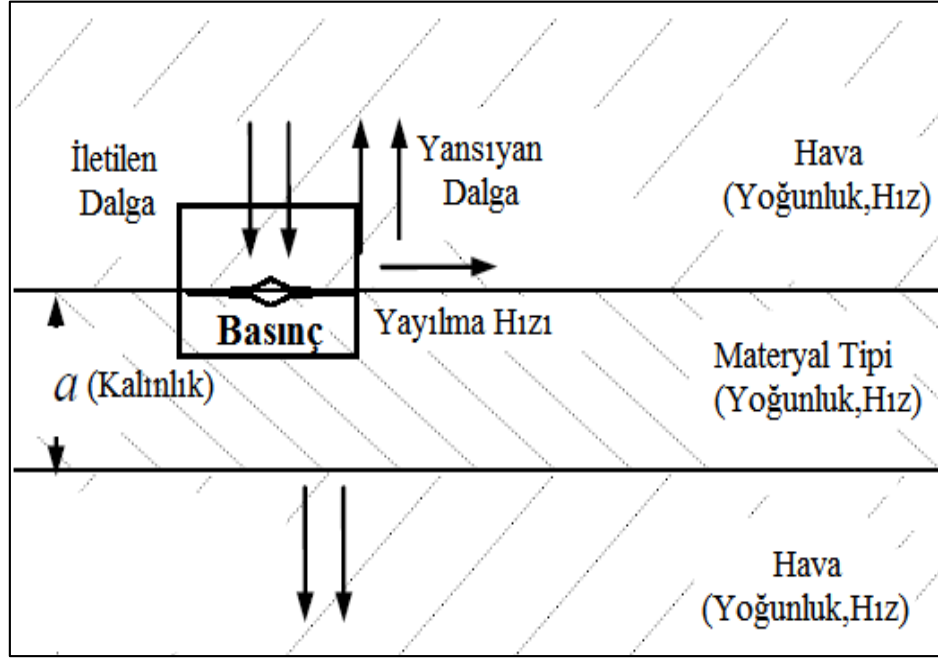 İletilen
Dalga
Yansıyan
Dalga
Hava
(Yoğunluk,Hız)
Basınç
Yayılma Hızı
a (Kalınlık)
Materyal Tipi
(Yoğunluk,Hız)
Hava
(Yoğunluk,Hız)